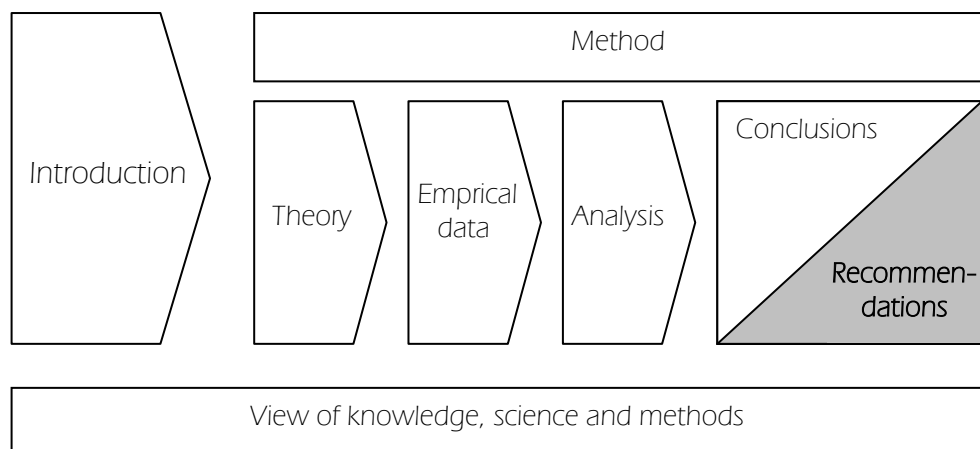 Method
Introduction
Theory
Emprical
data
Analysis
Conclusions
Recommen-
dations
View of knowledge, science and methods